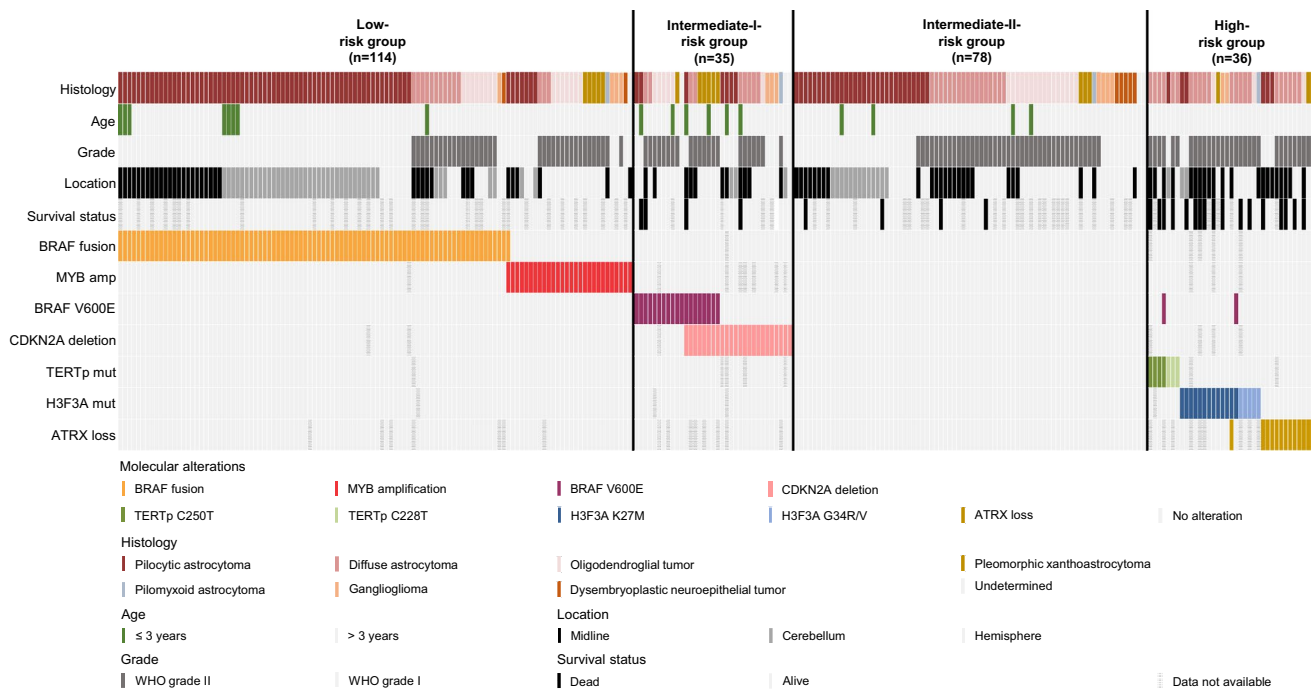 Low-
risk group
(n=114)
Intermediate-I-
risk group
(n=35)
Intermediate-II-
risk group
(n=78)
High-
risk group
(n=36)
Histology
Age
Grade
Location
Survival status
BRAF fusion
MYB amp
BRAF V600E
CDKN2A deletion
TERTp mut
H3F3A mut
ATRX loss
Molecular alterations
BRAF fusion MYB amplification BRAF V600E CDKN2A deletion
TERTp C250T TERTp C228T H3F3A K27M H3F3A G34R/V ATRX loss No alteration
Histology
Pilocytic astrocytoma Diffuse astrocytoma Oligodendroglial tumor Pleomorphic xanthoastrocytoma
Pilomyxoid astrocytoma Ganglioglioma Dysembryoplastic neuroepithelial tumor Undetermined
Age Location
≤ 3 years > 3 years Midline Cerebellum Hemisphere
Grade Survival status
WHO grade II WHO grade I Dead Alive Data not available